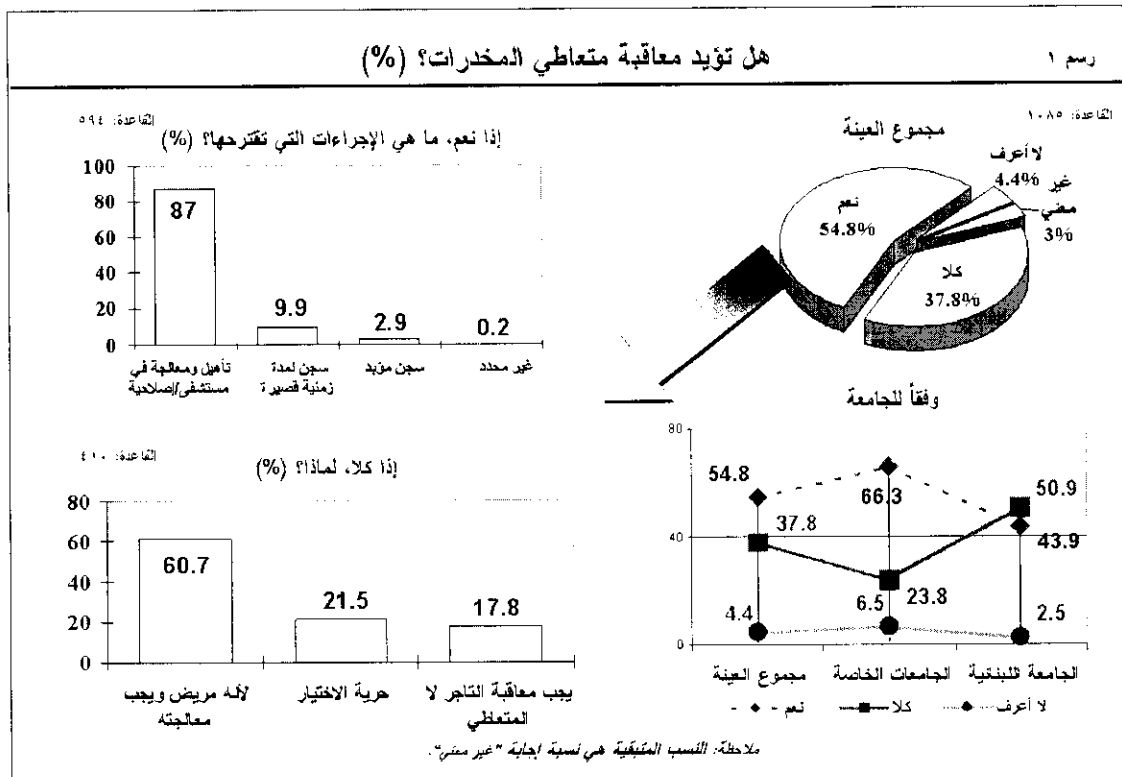 رسم ١
هل تؤيد معاقبة متعاطي المخدرات؟ (%)
القاعدة: ١٠٨٥
مجموع العينة
لا أعرف
4.4%
غير
معني
3%
نعم
54.8%
كلا
37.8%
القاعدة: ٥٩٤
إذا نعم، ما هي الإجراءات التي تقترحها؟ (%)
100
80
60
40
20
0
87
9.9
2.9
0.2
تأهيل ومعالجة في
مستشفى/إصلاحية
سجن لمدة
زمنية قصيرة
سجن مؤبد
غير محدد
وفقاً للجامعة
80
40
0
54.8
37.8
4.4
66.3
23.8
6.5
50.9
43.9
2.5
مجموع العينة
الجامعات الخاصة
الجامعة اللبنانية
نعم
كلا
لا أعرف
القاعدة: ٤١٠
إذا كلا، لماذا؟ (%)
80
60
40
20
0
60.7
21.5
17.8
لأنه مريض ويجب
معالجته
حرية الاختيار
يجب معاقبة التاجر لا
المتعاطي
ملاحظة: النسب المتبقية هي نسبة إجابة "غير معني".